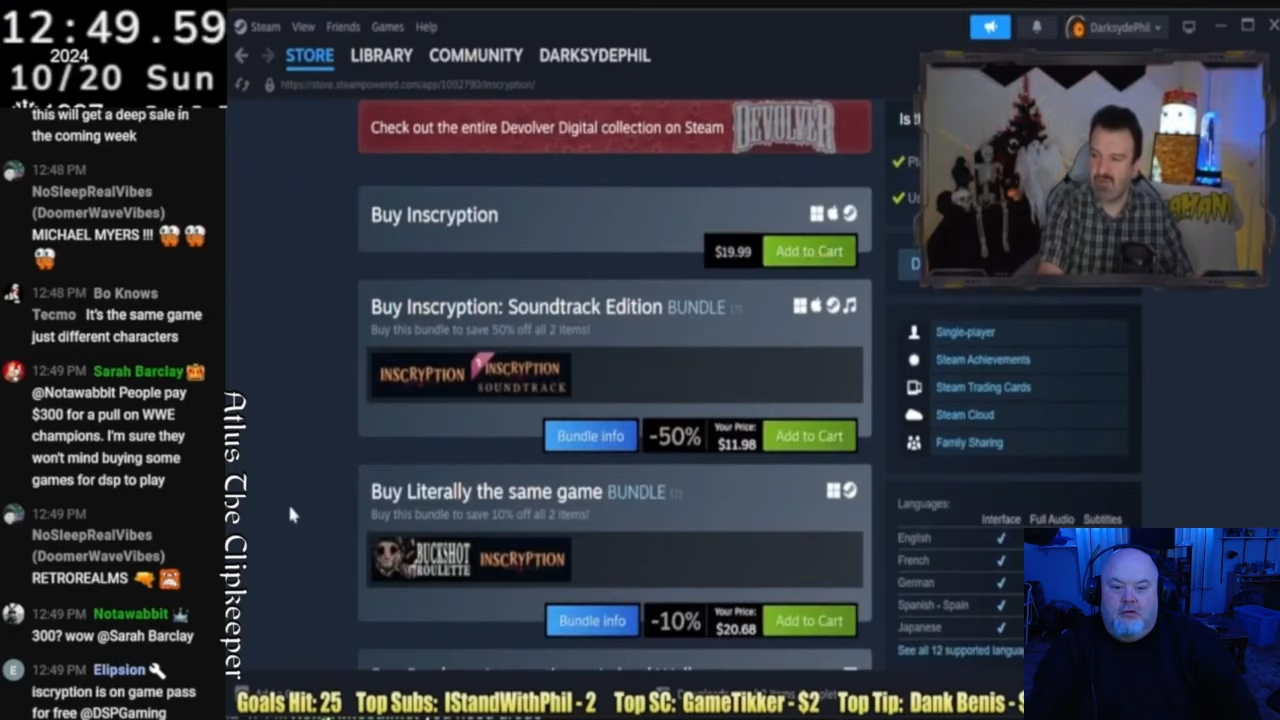 12:49.59
2024
10/20 Sun
this will get a deep sale in
the coming week
12:48 PM
NoSleepRealVibes
(DoomerWaveVibes)
MICHAEL MYERS !!!
12:48 PM Bo Knows
Tecmo It's the same game
just different characters
12:49 PM Sarah Barclay
@Notawabbit People pay
$300 for a pull on WWE
champions. I'm sure they
won't mind buying some
games for dsp to play
12:49 PM
NoSleepRealVibes
(DoomerWaveVibes)
RETROREALMS
12:49 PM Notawabbit
300? wow @Sarah Barclay
12:49 PM Elipsion
iscryption is on game pass
for free @DSPGaming
Atlus The Clipkeeper
Steam View Friends Games Help
DarksydePhil
STORE LIBRARY COMMUNITY DARKSYDEPHIL
https://store.steampowered.com/app/1092790/Inscryption/
Check out the entire Devolver Digital collection on Steam
DEVOLVER
Buy Inscryption
$19.99 Add to Cart
Buy Inscryption: Soundtrack Edition BUNDLE (?)
Buy this bundle to save 50% off all 2 items!
INSCRYPTION
INSCRYPTION
SOUNDTRACK
Bundle info -50% Your Price: $11.98 Add to Cart
Buy Literally the same game BUNDLE (?)
Buy this bundle to save 10% off all 2 items!
BUCKSHOT
ROULETTE
INSCRYPTION
Bundle info -10% Your Price: $20.68 Add to Cart
Single-player
Steam Achievements
Steam Trading Cards
Steam Cloud
Family Sharing
Languages:
Interface Full Audio Subtitles
English
French
German
Spanish - Spain
Japanese
See all 12 supported langua
Goals Hit: 25 Top Subs: IStandWithPhil - 2 Top SC: GameTikker - $2 Top Tip: Dank Benis - $